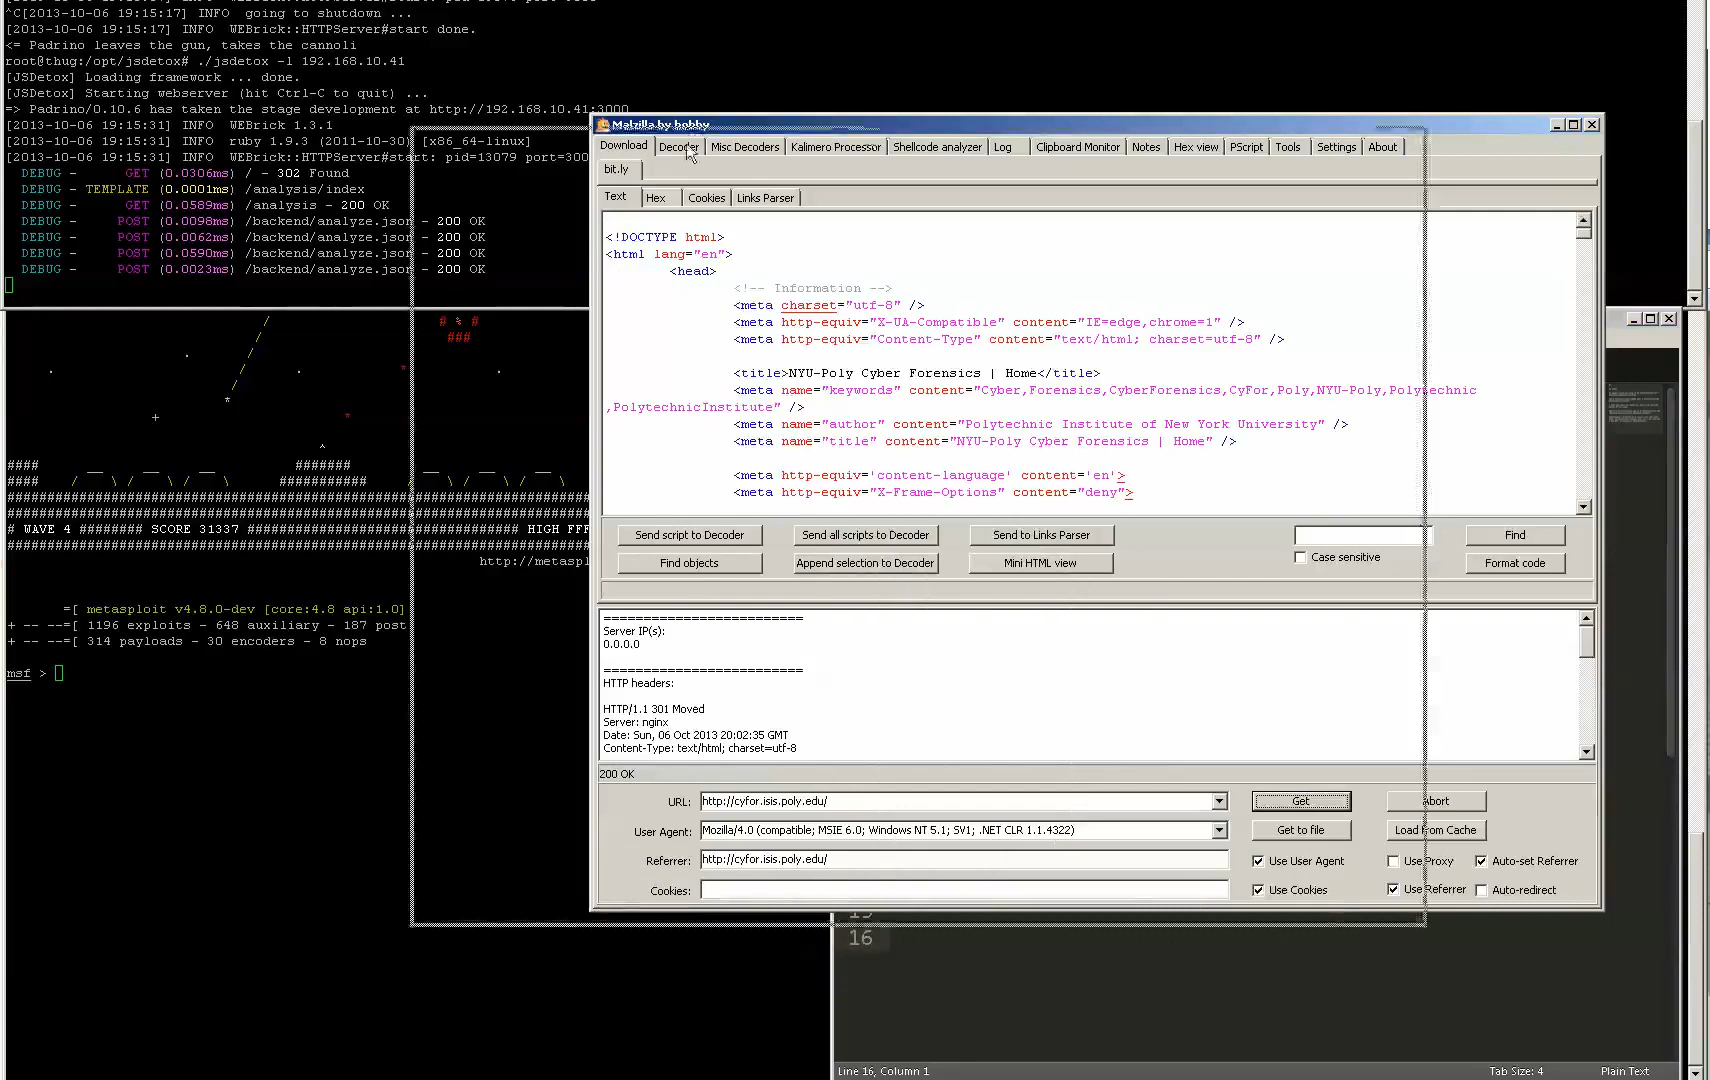 ^C[2013-10-06 19:15:17] INFO  going to shutdown ...
[2013-10-06 19:15:17] INFO  WEBrick::HTTPServer#start done.
<= Padrino leaves the gun, takes the cannoli
root@thug:/opt/jsdetox# ./jsdetox -l 192.168.10.41
[JSDetox] Loading framework ... done.
[JSDetox] Starting webserver (hit Ctrl-C to quit) ...
=> Padrino/0.10.6 has taken the stage development at http://192.168.10.41:3000
[2013-10-06 19:15:31] INFO  WEBrick 1.3.1
[2013-10-06 19:15:31] INFO  ruby 1.9.3 (2011-10-30) [x86_64-linux]
[2013-10-06 19:15:31] INFO  WEBrick::HTTPServer#start: pid=13079 port=300
DEBUG -      GET (0.0306ms) / - 302 Found
DEBUG - TEMPLATE (0.0001ms) /analysis/index
DEBUG -      GET (0.0589ms) /analysis - 200 OK
DEBUG -     POST (0.0098ms) /backend/analyze.json - 200 OK
DEBUG -     POST (0.0062ms) /backend/analyze.json - 200 OK
DEBUG -     POST (0.0590ms) /backend/analyze.json - 200 OK
DEBUG -     POST (0.0023ms) /backend/analyze.json - 200 OK
# WAVE 4 ######## SCORE 31337 ################################## HIGH FFF
http://metaspl
=[ metasploit v4.8.0-dev [core:4.8 api:1.0]
+ -- --=[ 1196 exploits - 648 auxiliary - 187 post
+ -- --=[ 314 payloads - 30 encoders - 8 nops
msf >
Malzilla by bobby
Download Decoder Misc Decoders Kalimero Processor Shellcode analyzer Log Clipboard Monitor Notes Hex view PScript Tools Settings About
bit.ly
Text Hex Cookies Links Parser
<!DOCTYPE html>
<html lang="en">
<head>
<!-- Information -->
<meta charset="utf-8" />
<meta http-equiv="X-UA-Compatible" content="IE=edge,chrome=1" />
<meta http-equiv="Content-Type" content="text/html; charset=utf-8" />
<title>NYU-Poly Cyber Forensics | Home</title>
<meta name="keywords" content="Cyber,Forensics,CyberForensics,CyFor,Poly,NYU-Poly,Polytechnic
,PolytechnicInstitute" />
<meta name="author" content="Polytechnic Institute of New York University" />
<meta name="title" content="NYU-Poly Cyber Forensics | Home" />
<meta http-equiv='content-language' content='en'>
<meta http-equiv="X-Frame-Options" content="deny">
Send script to Decoder Send all scripts to Decoder Send to Links Parser Find
Case sensitive
Find objects Append selection to Decoder Mini HTML view Format code
=========================
Server IP(s):
0.0.0.0
=========================
HTTP headers:
HTTP/1.1 301 Moved
Server: nginx
Date: Sun, 06 Oct 2013 20:02:35 GMT
Content-Type: text/html; charset=utf-8
200 OK
URL: http://cyfor.isis.poly.edu/ Get Abort
User Agent: Mozilla/4.0 (compatible; MSIE 6.0; Windows NT 5.1; SV1; .NET CLR 1.1.4322) Get to file Load from Cache
Referrer: http://cyfor.isis.poly.edu/ Use User Agent Use Proxy Auto-set Referrer
Cookies: Use Cookies Use Referrer Auto-redirect
16
Line 16, Column 1 Tab Size: 4 Plain Text